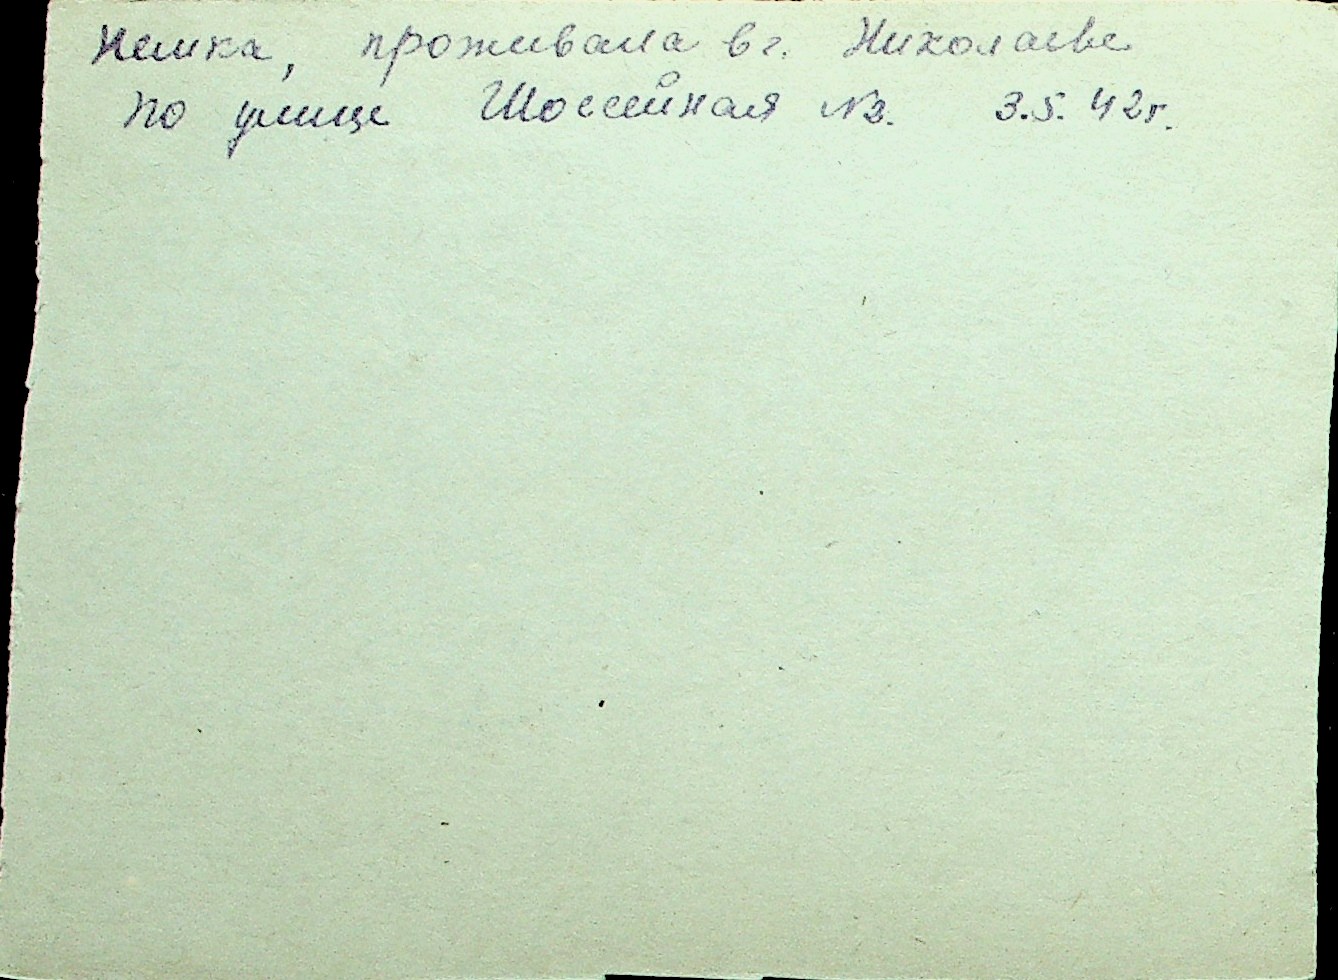 Немка, проживала в г. Николаеве
по улице Шоссейная №3. 3.5.42г.